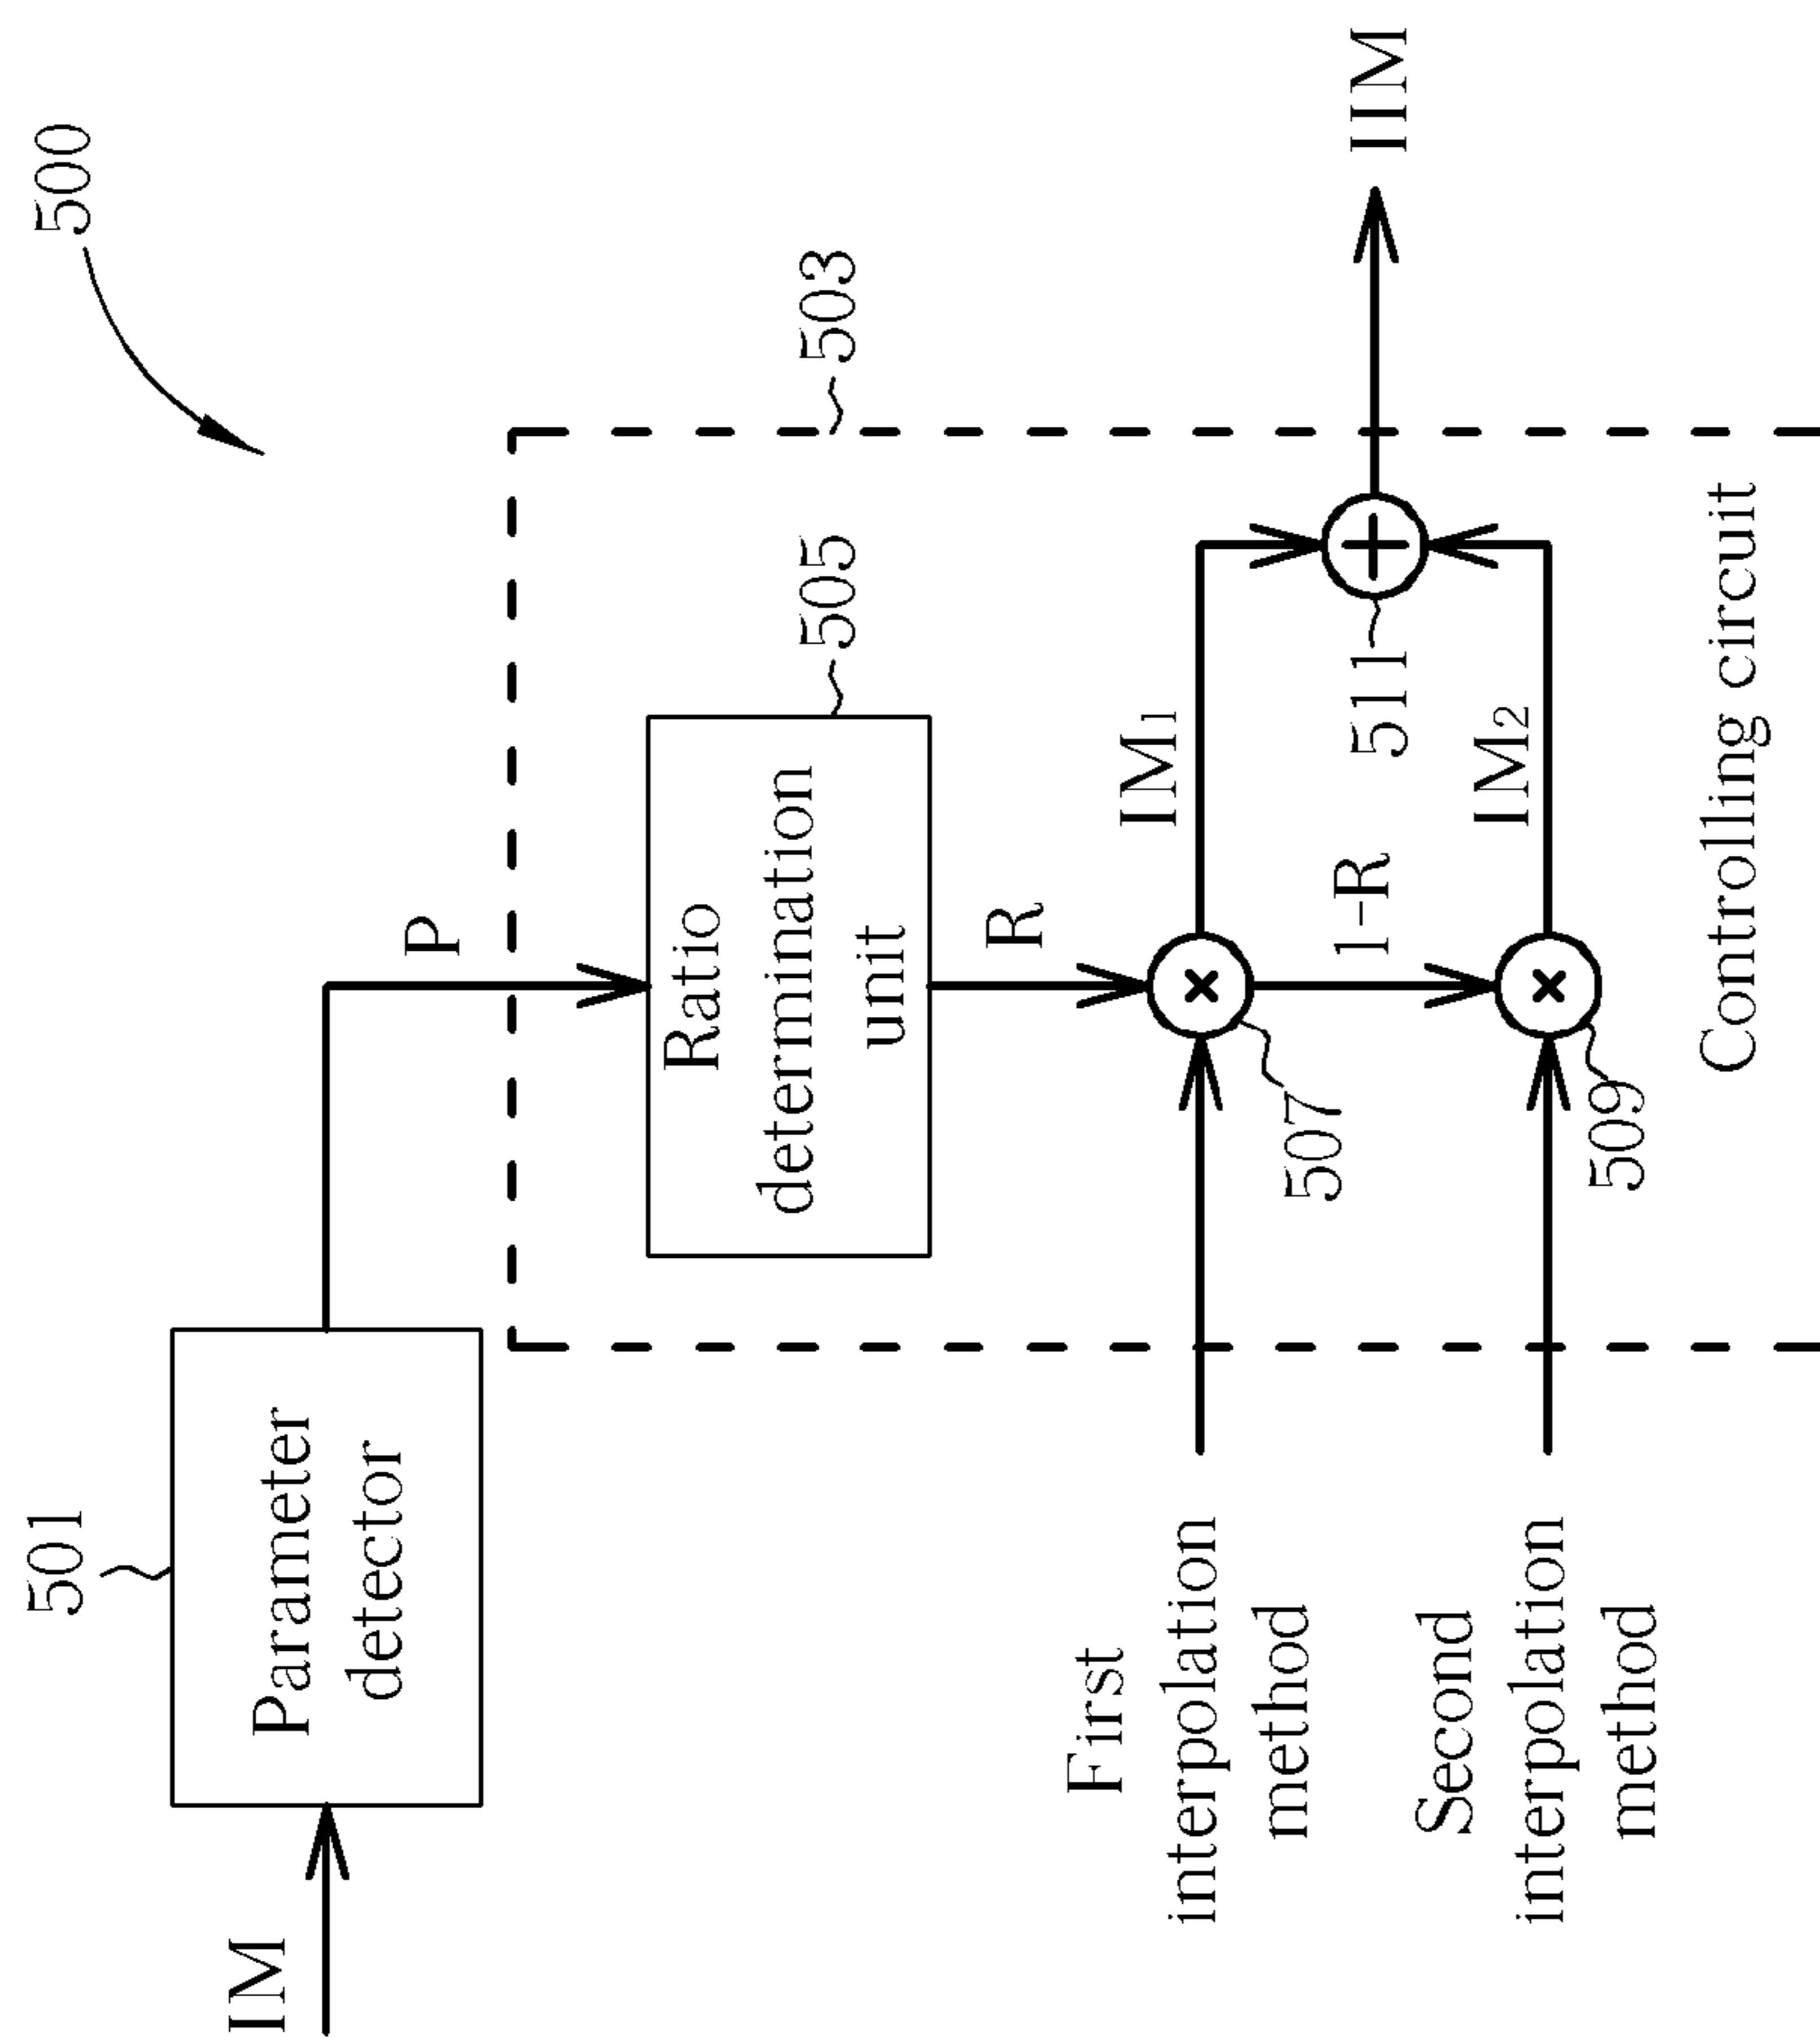 500
501
Parameter
detector
IM
P
503
Ratio
determination
unit
505
R
First
interpolation
method
507
IM1
1-R
Second
interpolation
method
509
IM2
511
IIM
Controlling circuit